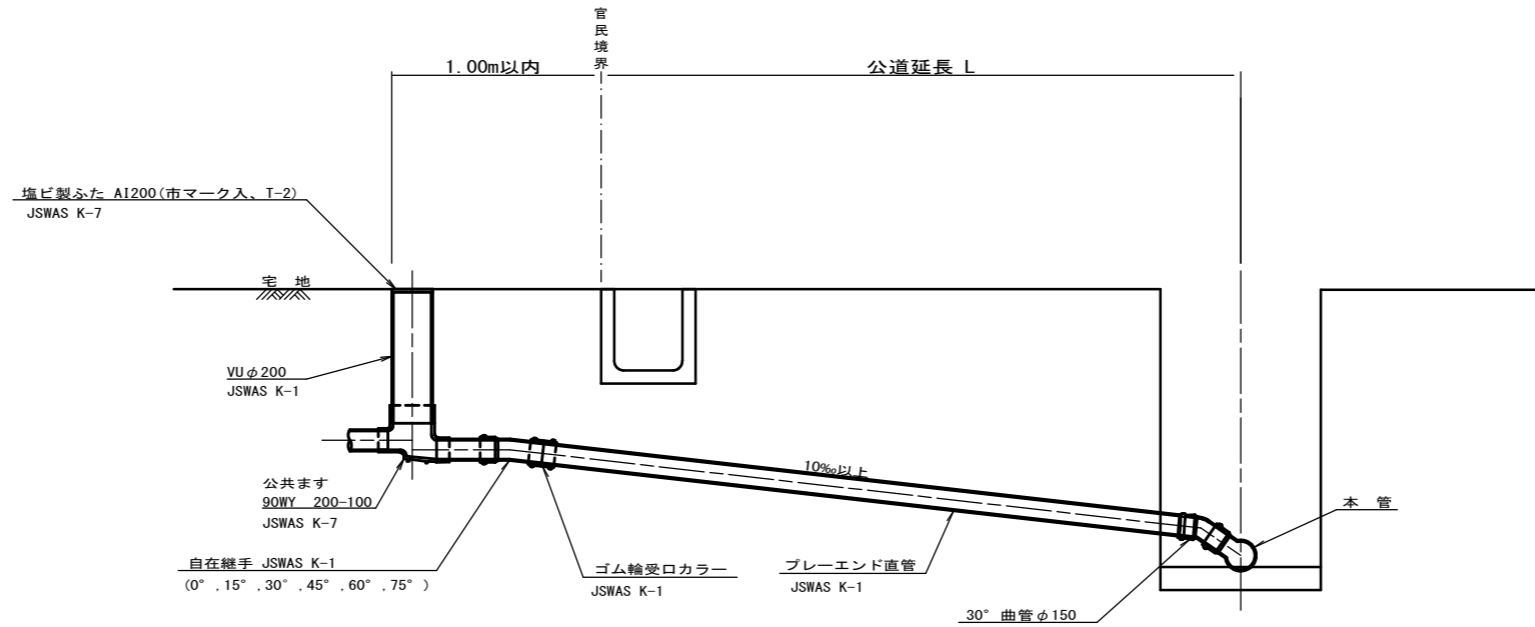 官民境界
1.00m以内
公道延長 L
塩ビ製ふた AI200(市マーク入、T-2)
JSWAS K-7
宅 地
VUφ200
JSWAS K-1
10‰以上
公共ます
90WY 200-100
JSWAS K-7
本 管
自在継手 JSWAS K-1
(0°,15°,30°,45°,60°,75°)
ゴム輪受口カラー
JSWAS K-1
プレーエンド直管
JSWAS K-1
30°曲管φ150